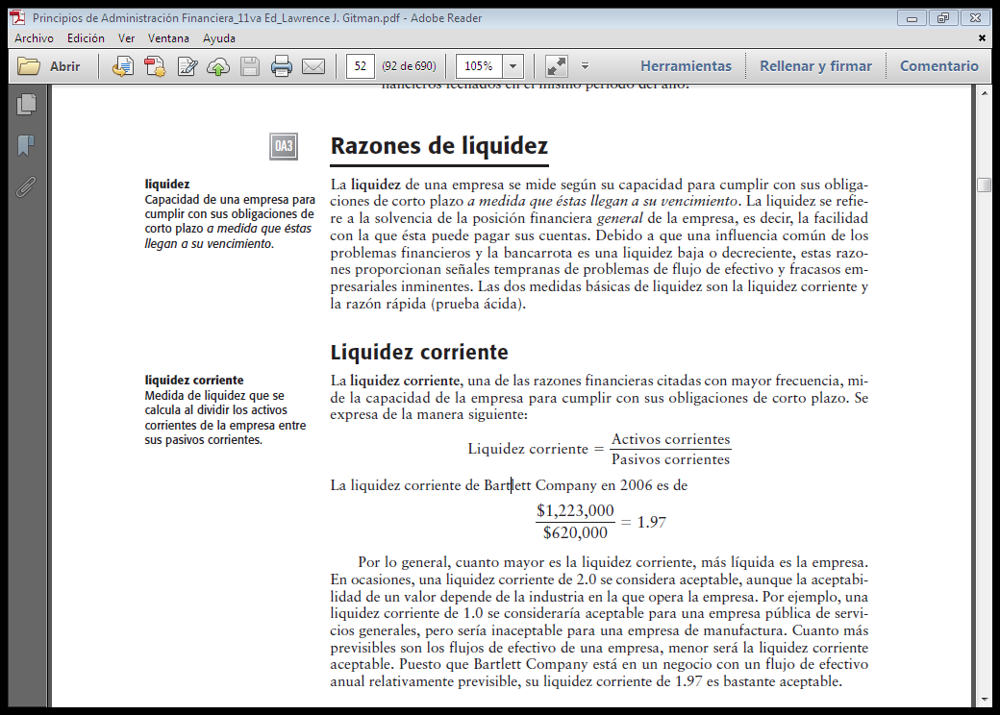 Principios de Administración Financiera_11va Ed_Lawrence J. Gitman.pdf - Adobe Reader
Archivo Edición Ver Ventana Ayuda
Abrir 52 (92 de 690) 105% Herramientas Rellenar y firmar Comentario
nancieros fechados en el mismo período del año.
OA3
Razones de liquidez
liquidez
Capacidad de una empresa para
cumplir con sus obligaciones de
corto plazo a medida que éstas
llegan a su vencimiento.
La liquidez de una empresa se mide según su capacidad para cumplir con sus obliga-
ciones de corto plazo a medida que éstas llegan a su vencimiento. La liquidez se refie-
re a la solvencia de la posición financiera general de la empresa, es decir, la facilidad
con la que ésta puede pagar sus cuentas. Debido a que una influencia común de los
problemas financieros y la bancarrota es una liquidez baja o decreciente, estas razo-
nes proporcionan señales tempranas de problemas de flujo de efectivo y fracasos em-
presariales inminentes. Las dos medidas básicas de liquidez son la liquidez corriente y
la razón rápida (prueba ácida).
Liquidez corriente
liquidez corriente
Medida de liquidez que se
calcula al dividir los activos
corrientes de la empresa entre
sus pasivos corrientes.
La liquidez corriente, una de las razones financieras citadas con mayor frecuencia, mi-
de la capacidad de la empresa para cumplir con sus obligaciones de corto plazo. Se
expresa de la manera siguiente:
Activos corrientes
Liquidez corriente =
Pasivos corrientes
La liquidez corriente de Bartlett Company en 2006 es de
$1,223,000
= 1.97
$620,000
Por lo general, cuanto mayor es la liquidez corriente, más líquida es la empresa.
En ocasiones, una liquidez corriente de 2.0 se considera aceptable, aunque la aceptabi-
lidad de un valor depende de la industria en la que opera la empresa. Por ejemplo, una
liquidez corriente de 1.0 se consideraría aceptable para una empresa pública de servi-
cios generales, pero sería inaceptable para una empresa de manufactura. Cuanto más
previsibles son los flujos de efectivo de una empresa, menor será la liquidez corriente
aceptable. Puesto que Bartlett Company está en un negocio con un flujo de efectivo
anual relativamente previsible, su liquidez corriente de 1.97 es bastante aceptable.